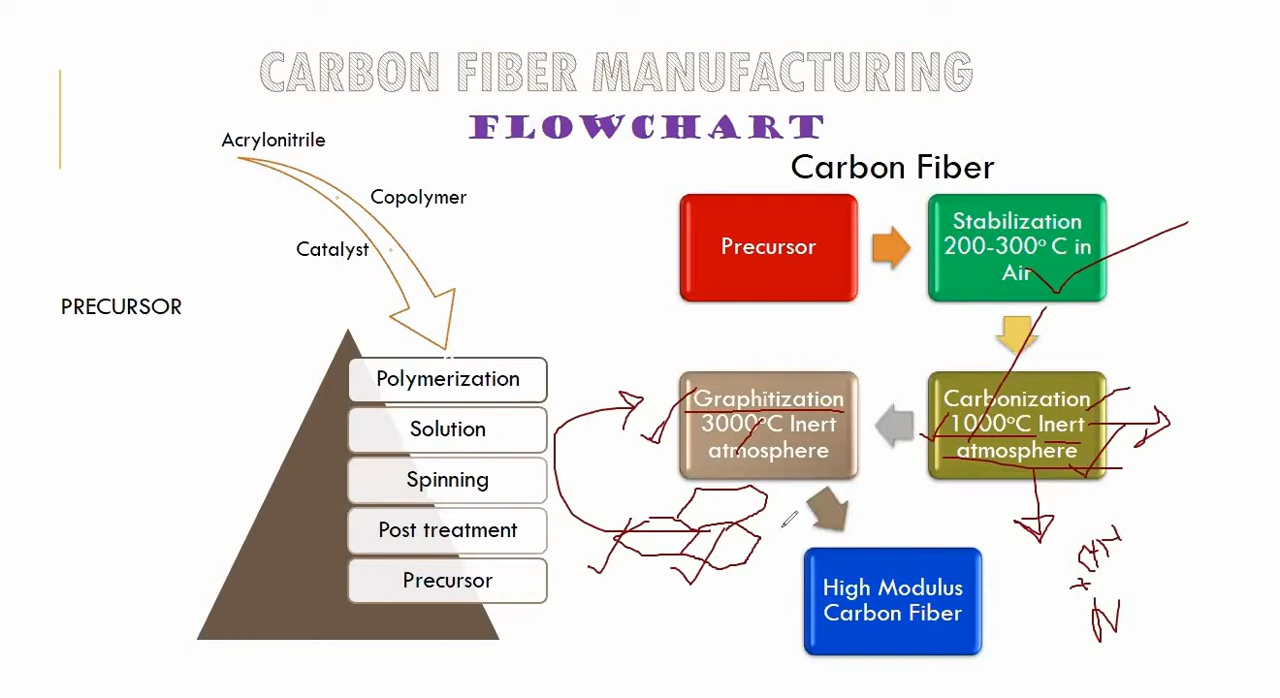 CARBON FIBER MANUFACTURING
FLOWCHART
Acrylonitrile
Copolymer
Catalyst
PRECURSOR
Polymerization
Solution
Spinning
Post treatment
Precursor
Carbon Fiber
Precursor
Stabilization
200-300° C in
Air
Carbonization
1000°C Inert
atmosphere
Graphitization
3000°C Inert
atmosphere
High Modulus
Carbon Fiber